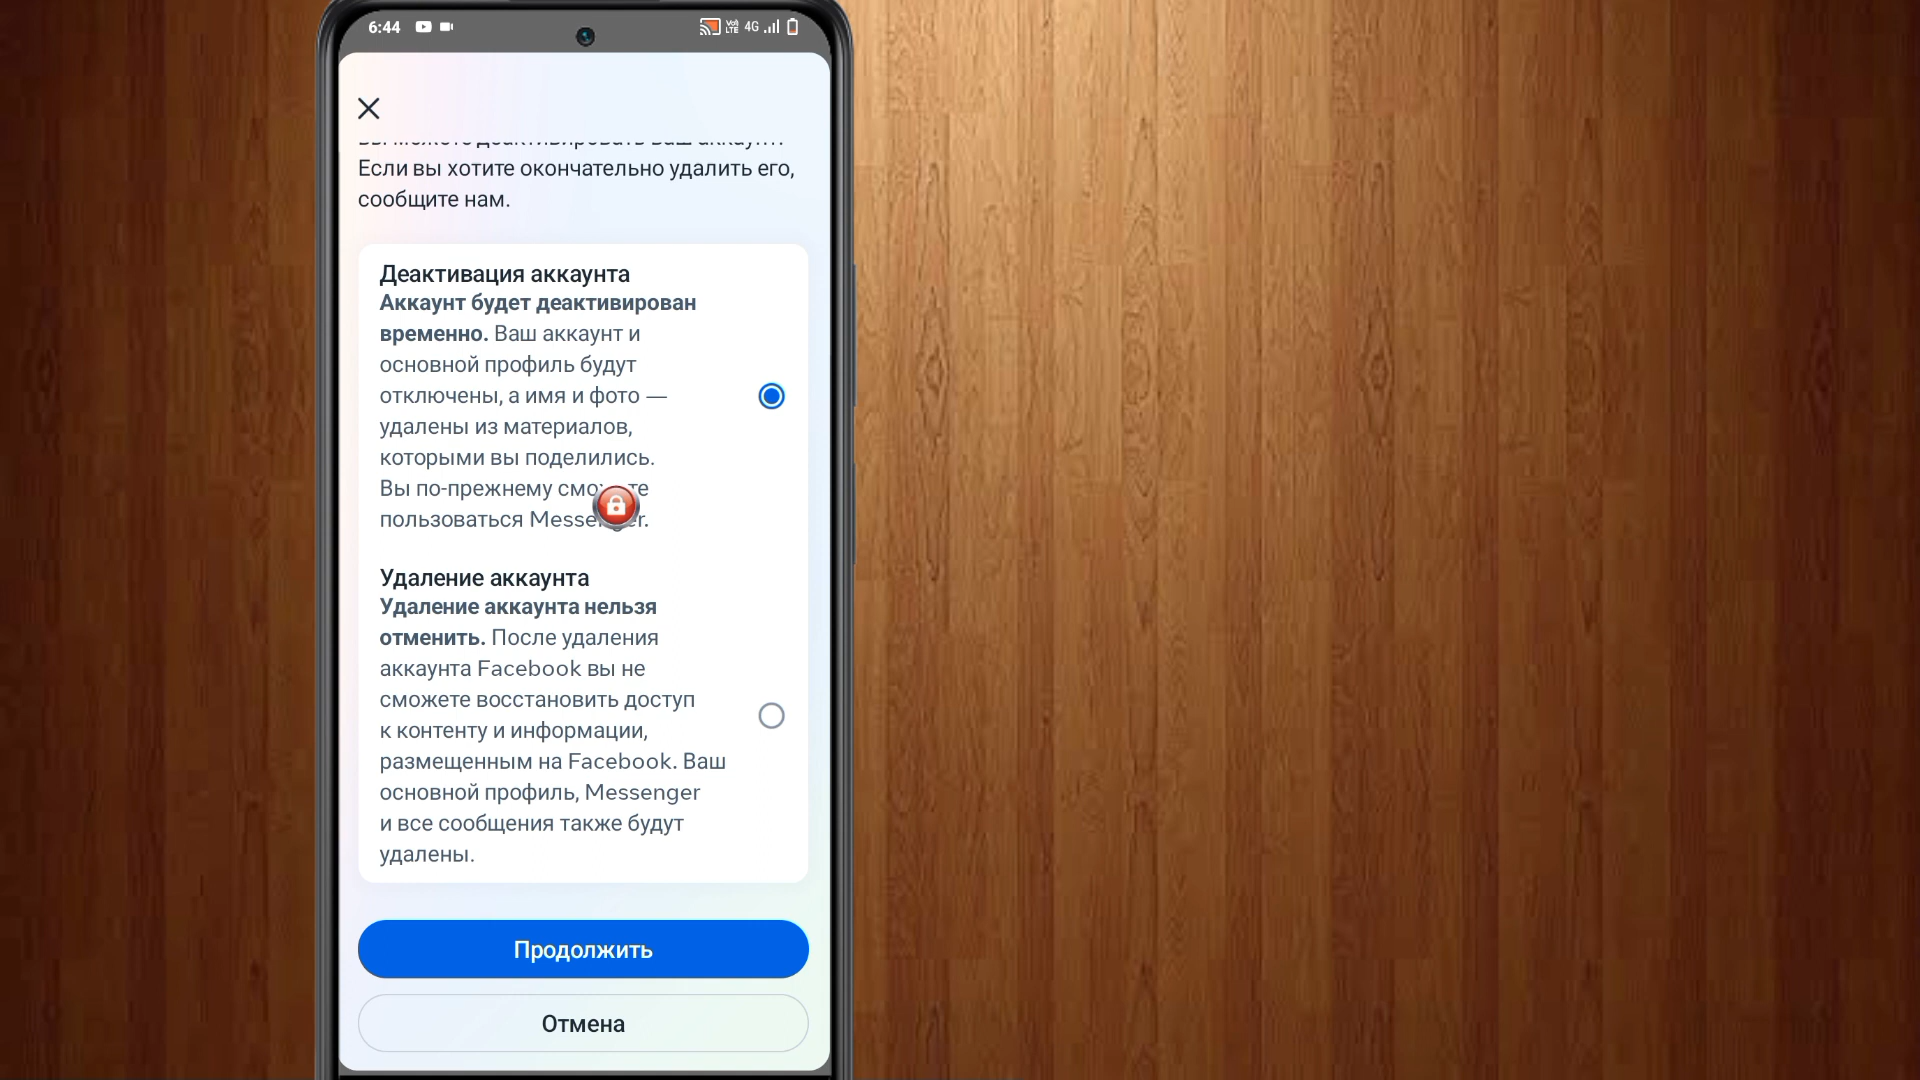 6:44
Vo) LTE 4G
Если вы хотите окончательно удалить его,
сообщите нам.
Деактивация аккаунта
Аккаунт будет деактивирован
временно. Ваш аккаунт и
основной профиль будут
отключены, а имя и фото —
удалены из материалов,
которыми вы поделились.
Вы по-прежнему
пользоваться
Удаление аккаунта
Удаление аккаунта нельзя
отменить. После удаления
аккаунта Facebook вы не
сможете восстановить доступ
к контенту и информации,
размещенным на Facebook. Ваш
основной профиль, Messenger
и все сообщения также будут
удалены.
Продолжить
Отмена